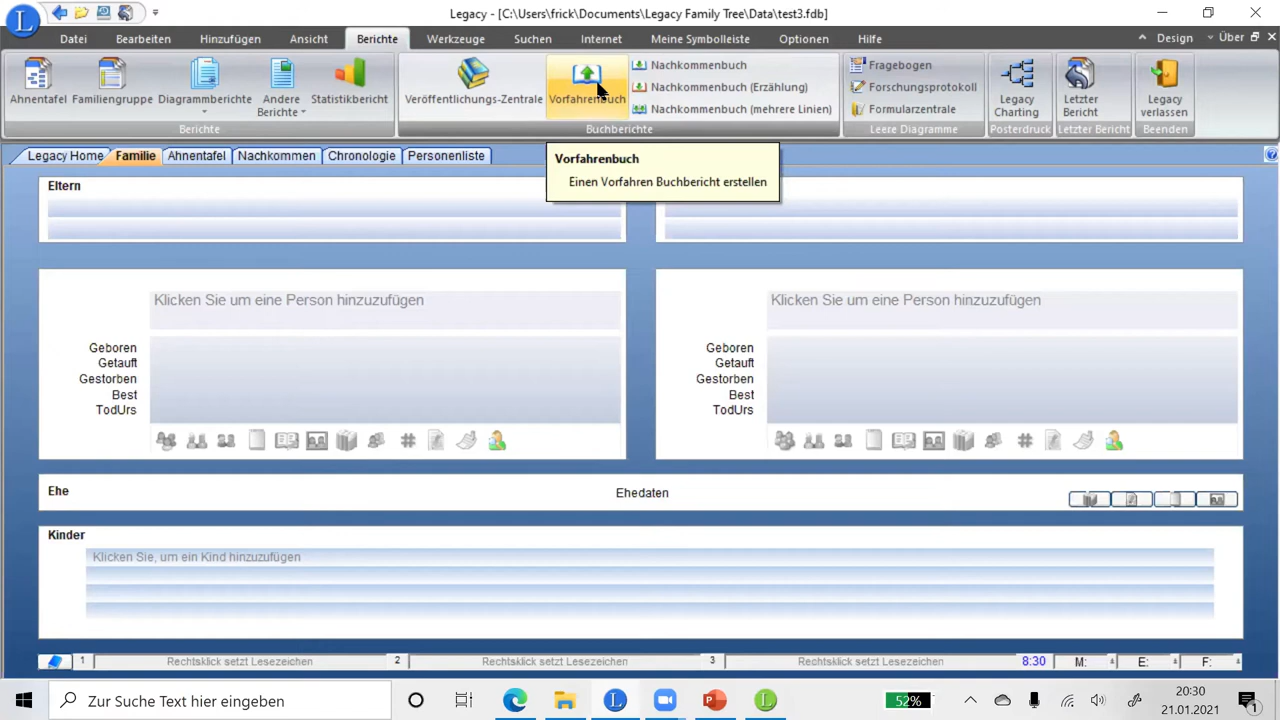 Legacy - [C:\Users\frick\Documents\Legacy Family Tree\Data\test3.fdb]
Datei Bearbeiten Hinzufügen Ansicht Berichte Werkzeuge Suchen Internet Meine Symbolleiste Optionen Hilfe Design Über
Ahnentafel Familiengruppe Diagrammberichte Andere Berichte Statistikbericht
Berichte
Veröffentlichungs-Zentrale Vorfahrenbuch
Nachkommenbuch
Nachkommenbuch (Erzählung)
Nachkommenbuch (mehrere Linien)
Buchberichte
Fragebogen
Forschungsprotokoll
Formularzentrale
Leere Diagramme
Legacy Charting
Posterdruck
Letzter Bericht
Letzter Bericht
Legacy verlassen
Beenden
Legacy Home Familie Ahnentafel Nachkommen Chronologie Personenliste
Vorfahrenbuch
Einen Vorfahren Buchbericht erstellen
Eltern
Klicken Sie um eine Person hinzuzufügen
Geboren
Getauft
Gestorben
Best
TodUrs
Klicken Sie um eine Person hinzuzufügen
Geboren
Getauft
Gestorben
Best
TodUrs
Ehe Ehedaten
Kinder
Klicken Sie, um ein Kind hinzuzufügen
1 Rechtsklick setzt Lesezeichen 2 Rechtsklick setzt Lesezeichen 3 Rechtsklick setzt Lesezeichen 8:30 M: E: F:
Zur Suche Text hier eingeben
52%
20:30
21.01.2021
1